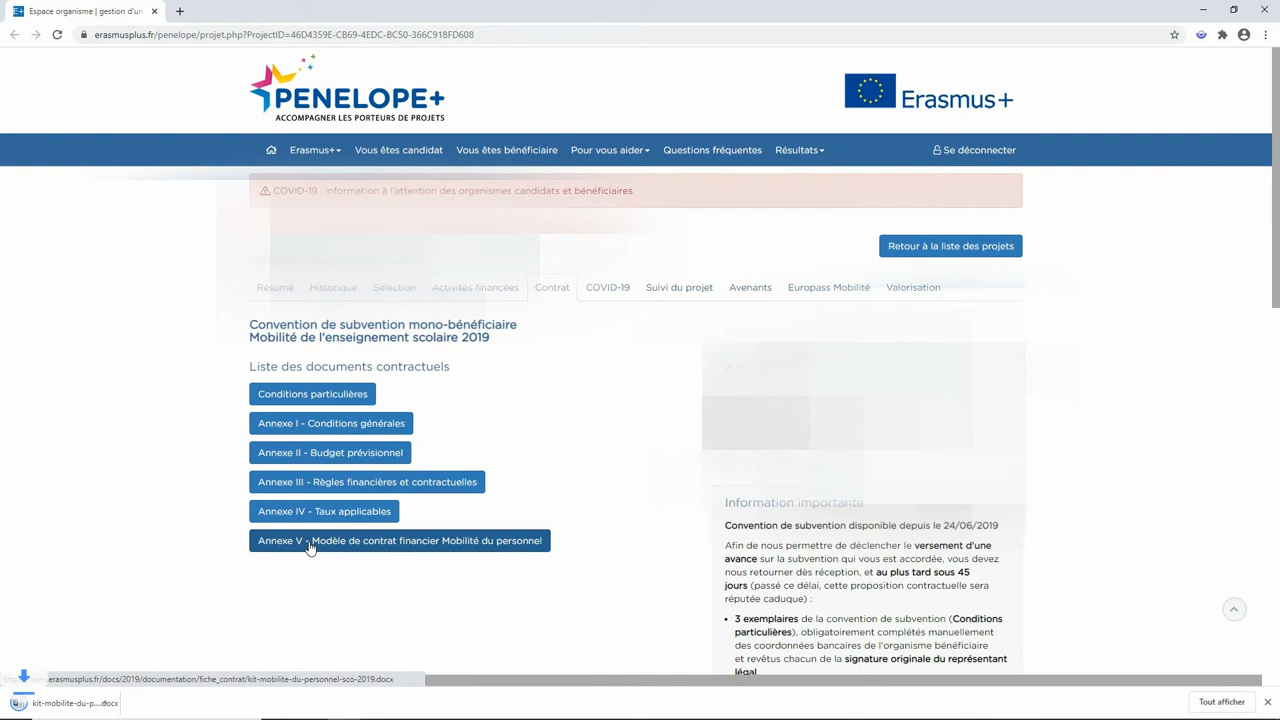 Espace organisme | gestion d'un
erasmusplus.fr/penelope/projet.php?ProjectID=46D4359E-CB69-4EDC-BC50-366C918FD608
PENELOPE+
ACCOMPAGNER LES PORTEURS DE PROJETS
Erasmus+
Erasmus+ Vous êtes candidat Vous êtes bénéficiaire Pour vous aider Questions fréquentes Résultats Se déconnecter
COVID-19 : information à l'attention des organismes candidats et bénéficiaires
Retour à la liste des projets
Résumé Historique Sélection Activités financées Contrat COVID-19 Suivi du projet Avenants Europass Mobilité Valorisation
Convention de subvention mono-bénéficiaire
Mobilité de l'enseignement scolaire 2019
Liste des documents contractuels
Conditions particulières
Annexe I - Conditions générales
Annexe II - Budget prévisionnel
Annexe III - Règles financières et contractuelles
Annexe IV - Taux applicables
Annexe V - Modèle de contrat financier Mobilité du personnel
Information importante
Convention de subvention disponible depuis le 24/06/2019
Afin de nous permettre de déclencher le versement d'une
avance sur la subvention qui vous est accordée, vous devez
nous retourner dès réception, et au plus tard sous 45
jours (passé ce délai, cette proposition contractuelle sera
réputée caduque) :
• 3 exemplaires de la convention de subvention (Conditions
particulières), obligatoirement complétés manuellement
des coordonnées bancaires de l'organisme bénéficiaire
et revêtus chacun de la signature originale du représentant
légal
erasmusplus.fr/docs/2019/documentation/fiche_contrat/kit-mobilite-du-personnel-sco-2019.docx
kit-mobilite-du-p....docx
Tout afficher